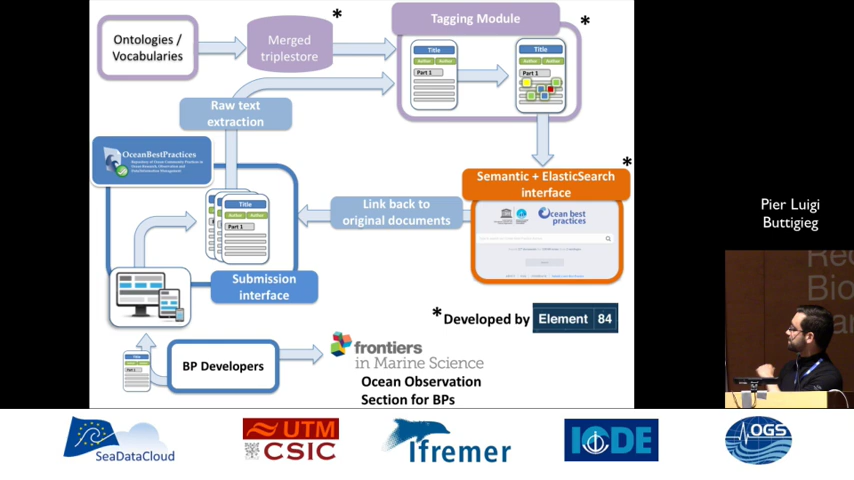 Ontologies /
Vocabularies
Merged
triplestore
*
Tagging Module
*
Title
Author
Author
Part 1
Title
Author
Author
Part 1
Raw text
extraction
OceanBestPractices
Title
Author
Author
Part 1
Link back to
original documents
Semantic + ElasticSearch
interface
*
Ocean best
practices
Submission
interface
*Developed by Element 84
BP Developers
frontiers
in Marine Science
Ocean Observation
Section for BPs
Pier Luigi
Buttigieg
SeaDataCloud
UTM
CSIC
Ifremer
IODE
OGS